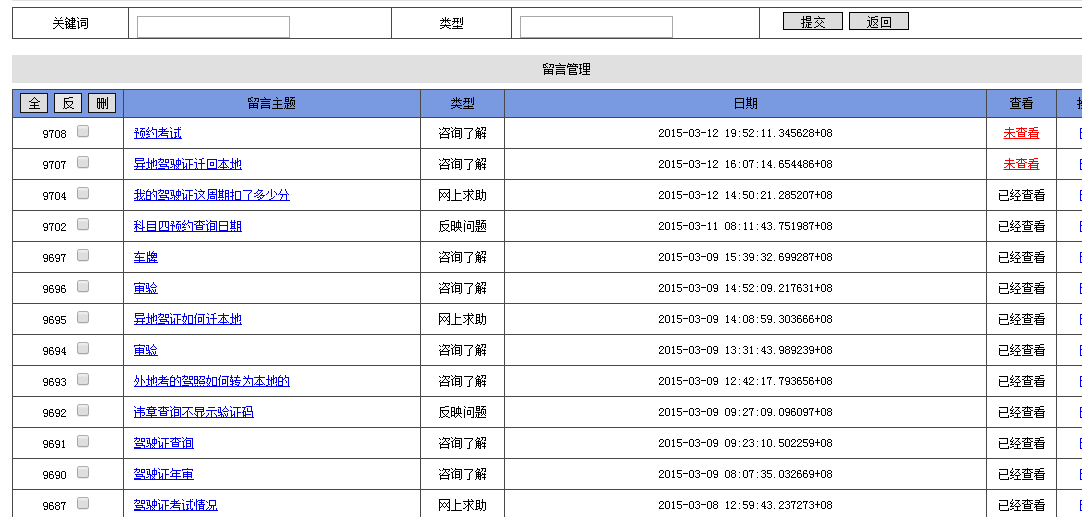 关键词 类型 提交 返回
留言管理
全 反 删 留言主题 类型 日期 查看
9708 预约考试 咨询了解 2015-03-12 19:52:11.345628+08 未查看
9707 异地驾驶证迁回本地 咨询了解 2015-03-12 16:07:14.654486+08 未查看
9704 我的驾驶证这周期扣了多少分 网上求助 2015-03-12 14:50:21.285207+08 已经查看
9702 科目四预约查询日期 反映问题 2015-03-11 08:11:43.751987+08 已经查看
9697 车牌 咨询了解 2015-03-09 15:39:32.699287+08 已经查看
9696 审验 咨询了解 2015-03-09 14:52:09.217631+08 已经查看
9695 异地驾证如何迁本地 网上求助 2015-03-09 14:08:59.303666+08 已经查看
9694 审验 咨询了解 2015-03-09 13:31:43.989239+08 已经查看
9693 外地考的驾照如何转为本地的 咨询了解 2015-03-09 12:42:17.793656+08 已经查看
9692 违章查询不显示验证码 反映问题 2015-03-09 09:27:09.096097+08 已经查看
9691 驾驶证查询 咨询了解 2015-03-09 09:23:10.502259+08 已经查看
9690 驾驶证年审 咨询了解 2015-03-09 08:07:35.032669+08 已经查看
9687 驾驶证考试情况 网上求助 2015-03-08 12:59:43.237273+08 已经查看